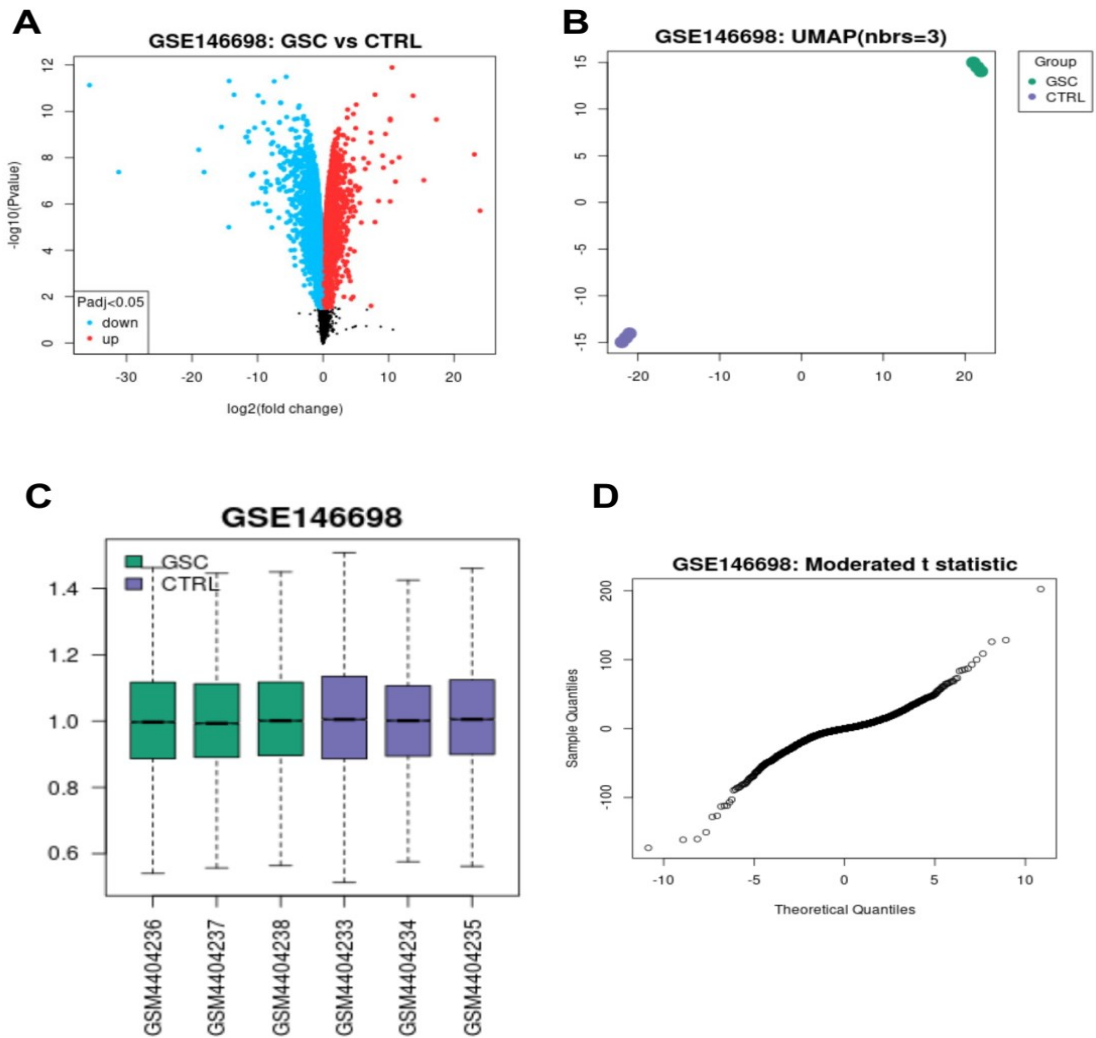 A
GSE146698: GSC vs CTRL
-log10(Pvalue)
12
10
8
6
4
2
0
Padj<0.05
down
up
-30 -20 -10 0 10 20 30
log2(fold change)
B
GSE146698: UMAP(nbrs=3)
15
10
5
0
-5
-10
-15
-20 -10 0 10 20
Group
GSC
CTRL
C
GSE146698
GSC
CTRL
1.4
1.2
1.0
0.8
0.6
GSM4404236
GSM4404237
GSM4404238
GSM4404233
GSM4404234
GSM4404235
D
GSE146698: Moderated t statistic
Sample Quantiles
200
100
0
-100
-10 -5 0 5 10
Theoretical Quantiles